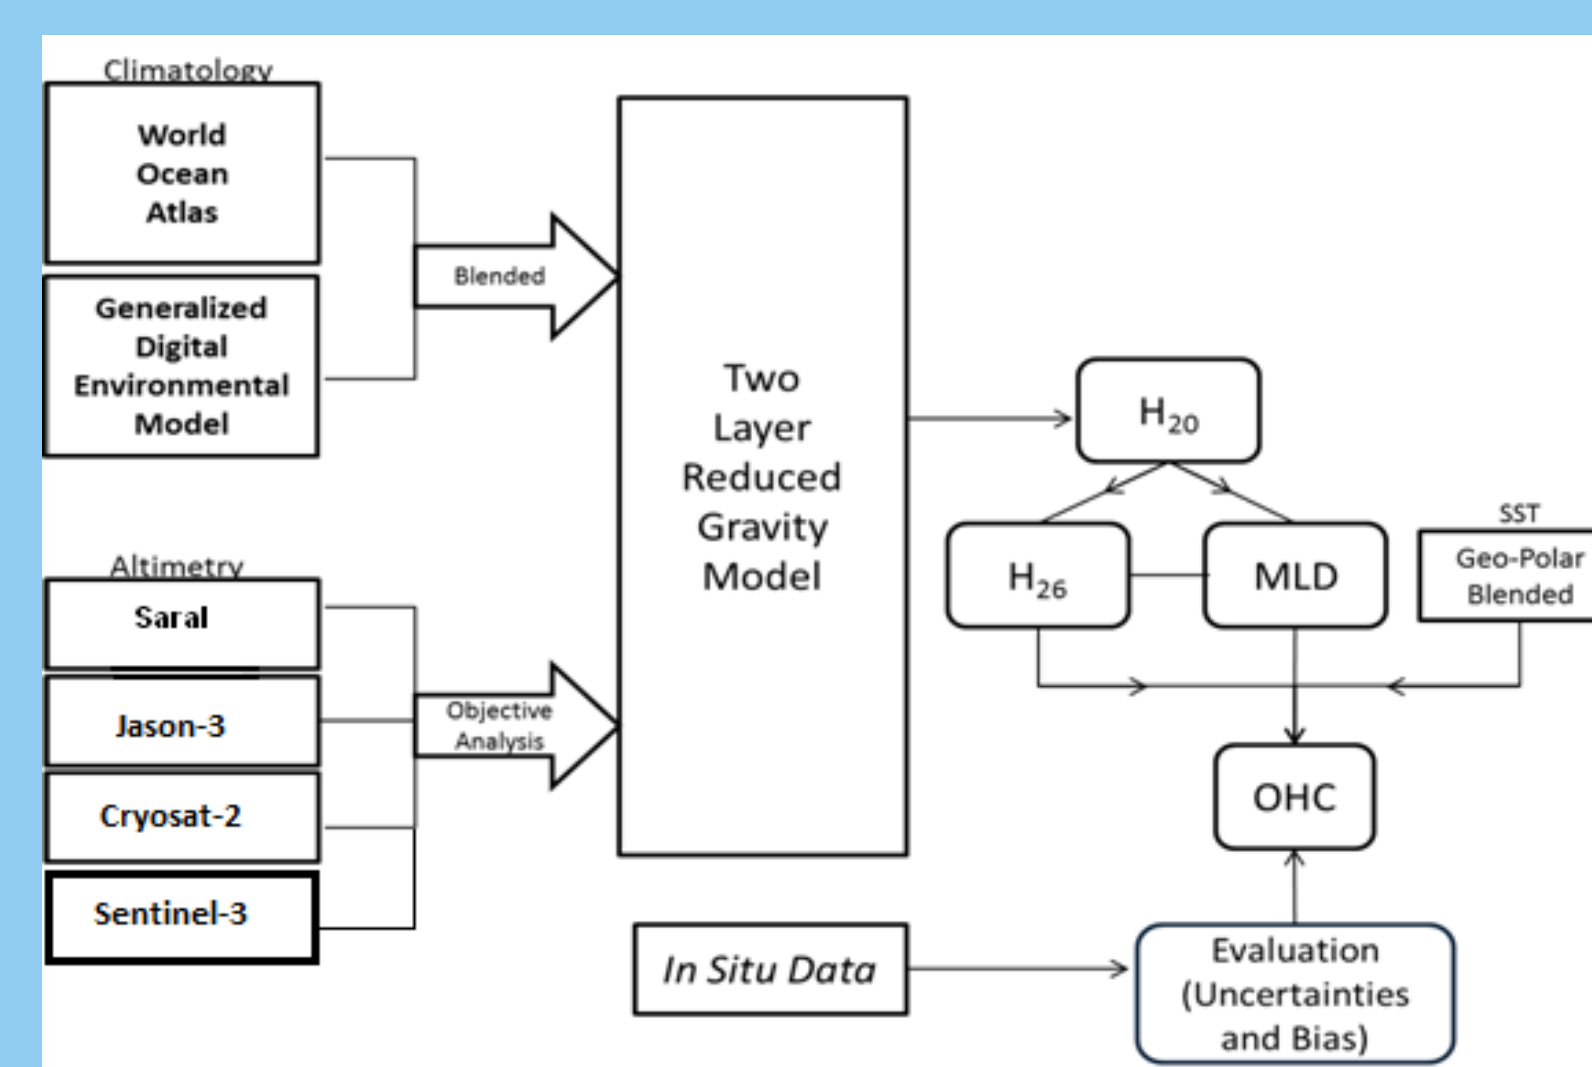 Climatology
World
Ocean
Atlas
Generalized
Digital
Environmental
Model
Blended
Altimetry
Saral
Jason-3
Cryosat-2
Sentinel-3
Objective
Analysis
Two
Layer
Reduced
Gravity
Model
H₂₀
H₂₆
MLD
SST
Geo-Polar
Blended
OHC
In Situ Data
Evaluation
(Uncertainties
and Bias)